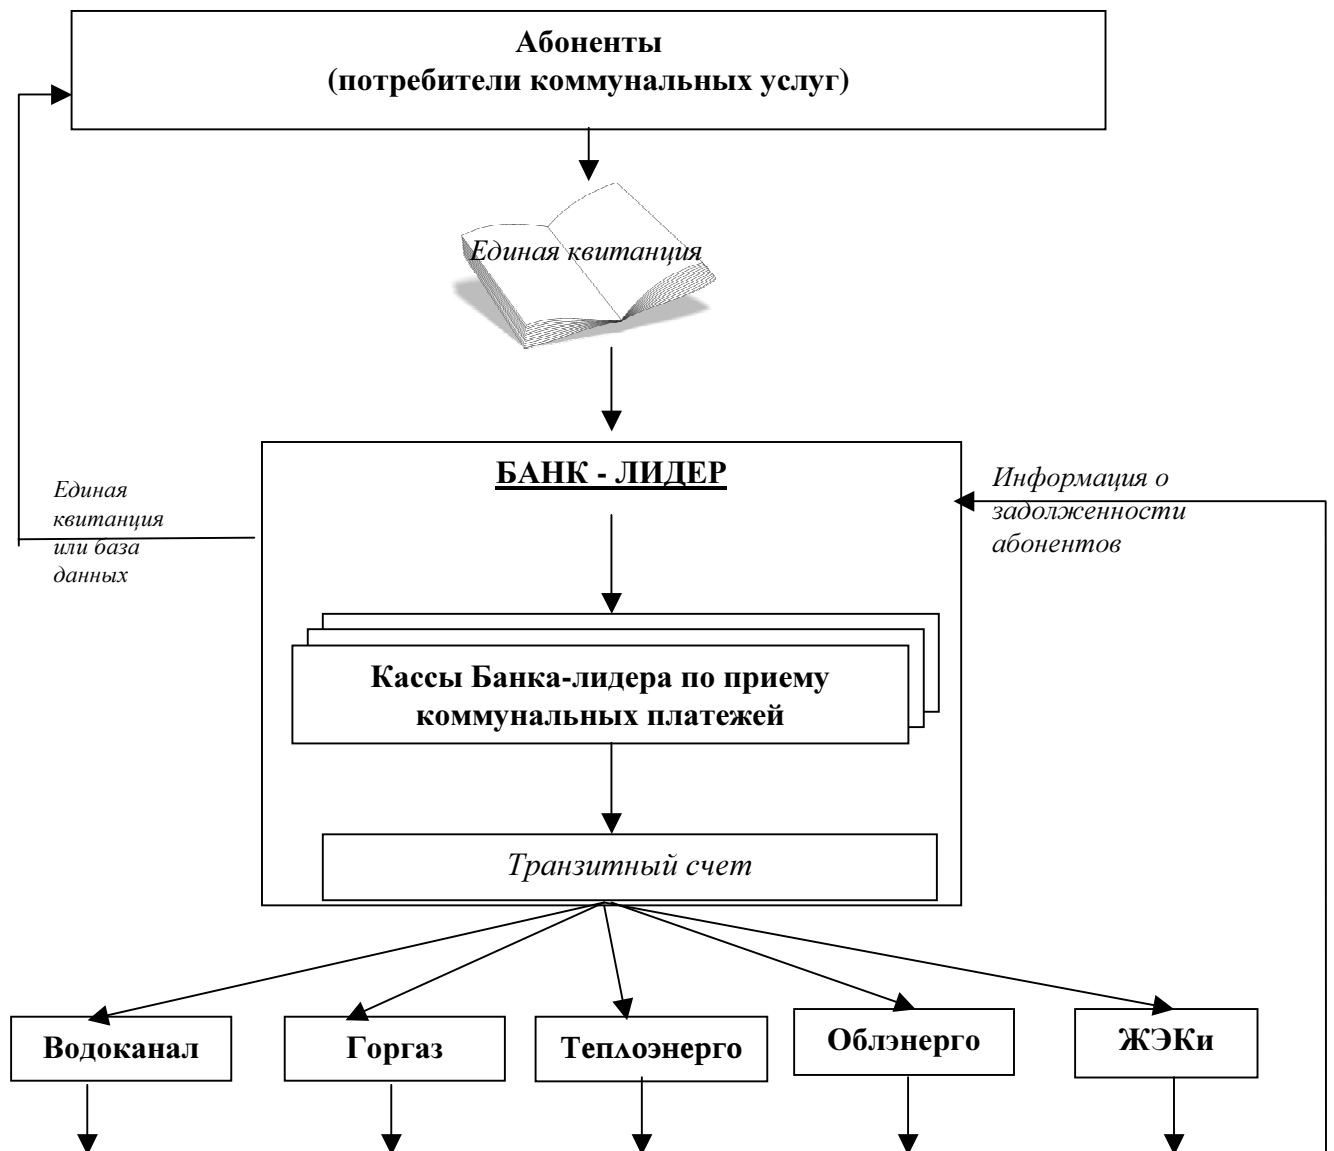 Абоненты
(потребители коммунальных услуг)
Единая квитанция
БАНК - ЛИДЕР
Единая
квитанция
или база
данных
Информация о
задолженности
абонентов
Кассы Банка-лидера по приему
коммунальных платежей
Транзитный счет
Водоканал
Горгаз
Теплоэнерго
Облэнерго
ЖЭКи